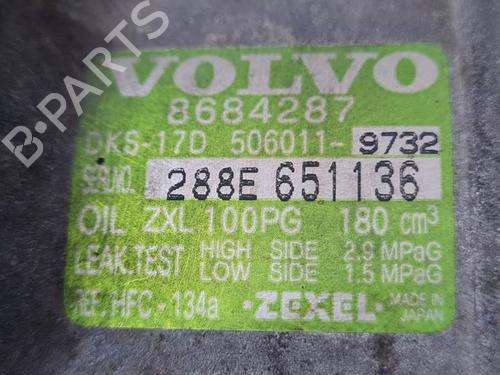 VOLVO
8684287
DKS-17D 506011-9732
SER.NO. 288E 651136
OIL ZXL 100PG 180 cm³
LEAK.TEST HIGH SIDE 2.9 MPaG
LOW SIDE 1.5 MPaG
REF. HFC-134a ·ZEXEL· MADE IN JAPAN